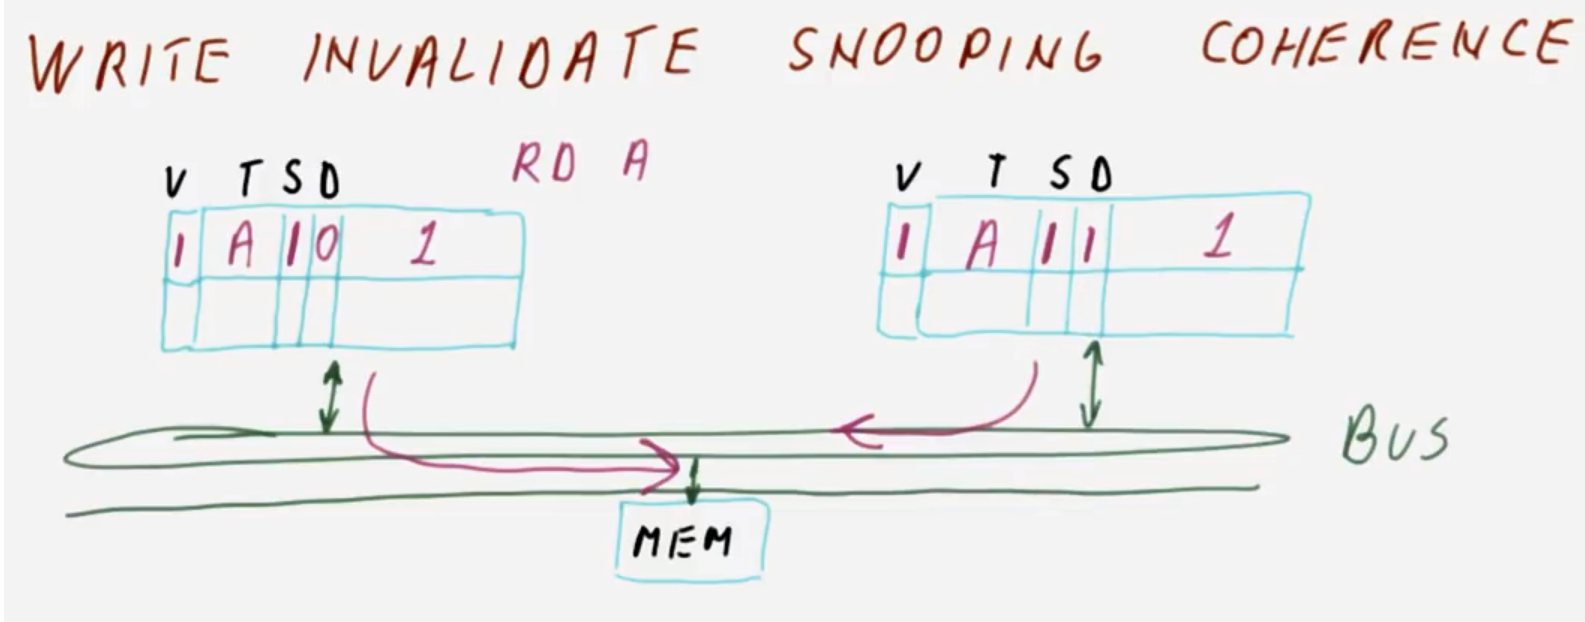 WRITE INVALIDATE SNOOPING COHERENCE
RD A
V T S D
V T S D
1 A 1 0 1
1 A 1 1 1
BUS
MEM